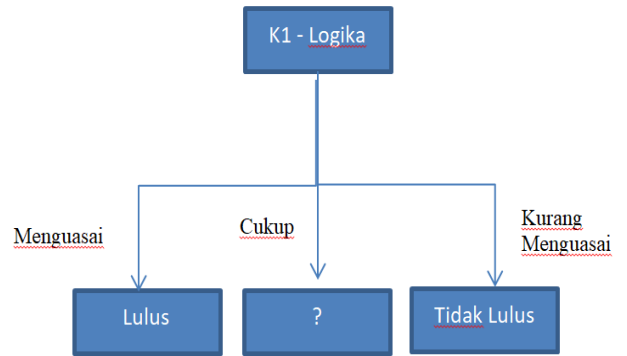 K1 - Logika
Menguasai
Cukup
Kurang
Menguasai
Lulus
?
Tidak Lulus